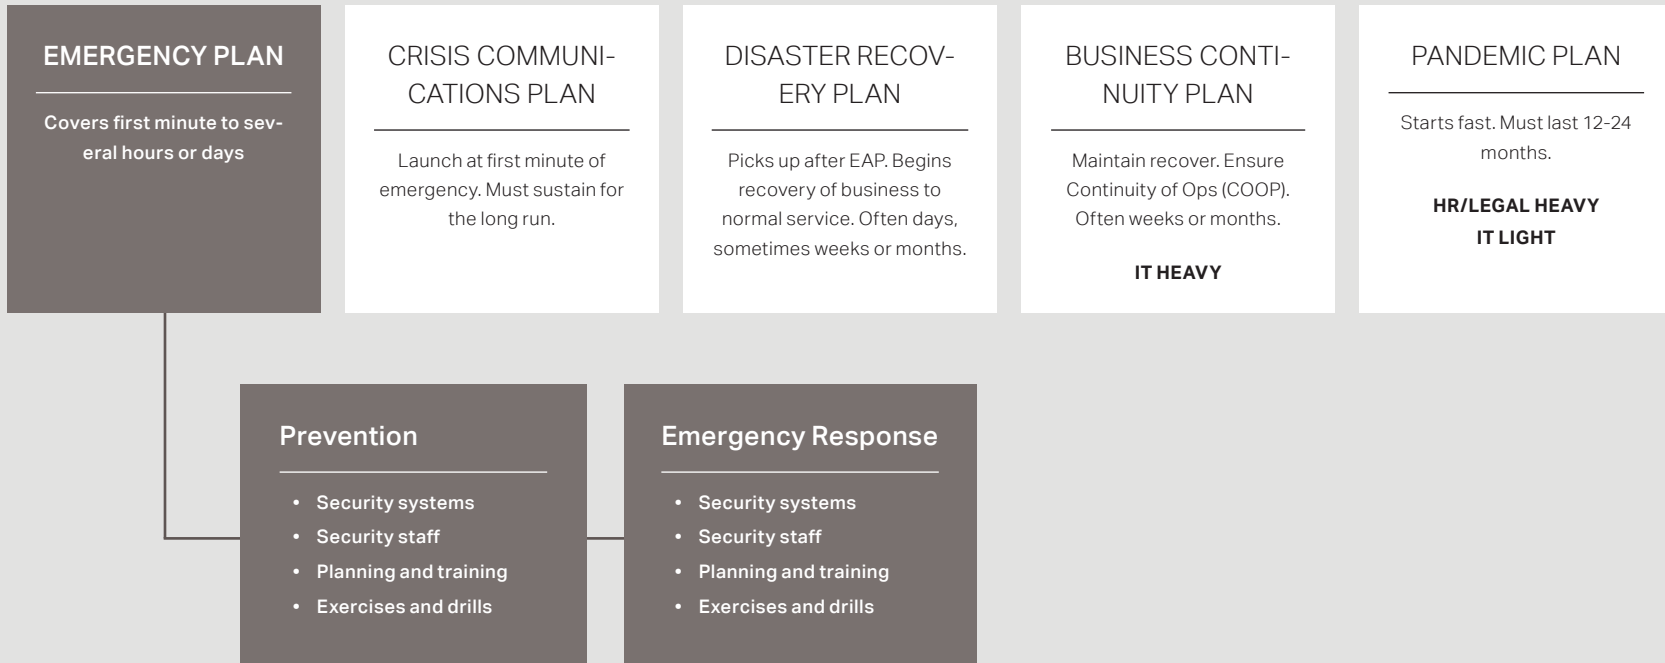 EMERGENCY PLAN
Covers first minute to sev-
eral hours or days
CRISIS COMMUNI-
CATIONS PLAN
Launch at first minute of
emergency. Must sustain for
the long run.
DISASTER RECOV-
ERY PLAN
Picks up after EAP. Begins
recovery of business to
normal service. Often days,
sometimes weeks or months.
BUSINESS CONTI-
NUITY PLAN
Maintain recover. Ensure
Continuity of Ops (COOP).
Often weeks or months.
IT HEAVY
PANDEMIC PLAN
Starts fast. Must last 12-24
months.
HR/LEGAL HEAVY
IT LIGHT
Prevention
• Security systems
• Security staff
• Planning and training
• Exercises and drills
Emergency Response
• Security systems
• Security staff
• Planning and training
• Exercises and drills